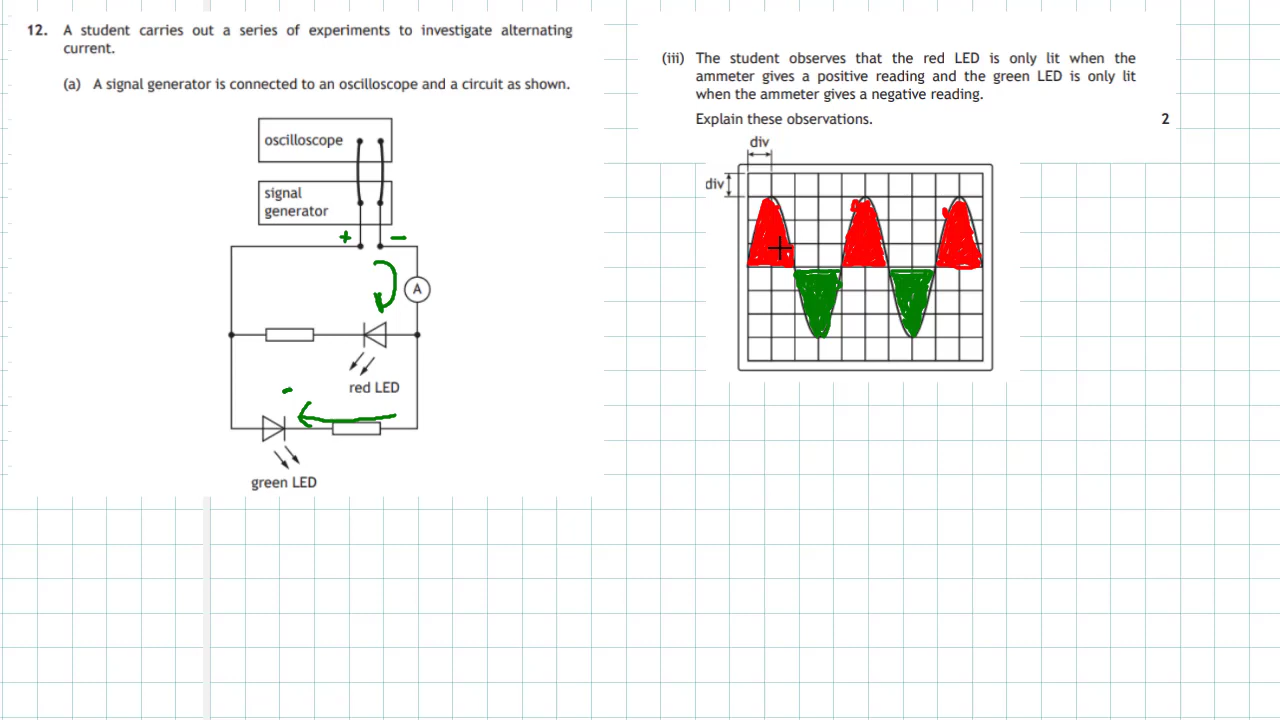 12. A student carries out a series of experiments to investigate alternating
current.
(a) A signal generator is connected to an oscilloscope and a circuit as shown.
oscilloscope
signal
generator
+ -
A
red LED
-
green LED
(iii) The student observes that the red LED is only lit when the
ammeter gives a positive reading and the green LED is only lit
when the ammeter gives a negative reading.
Explain these observations. 2
div
div